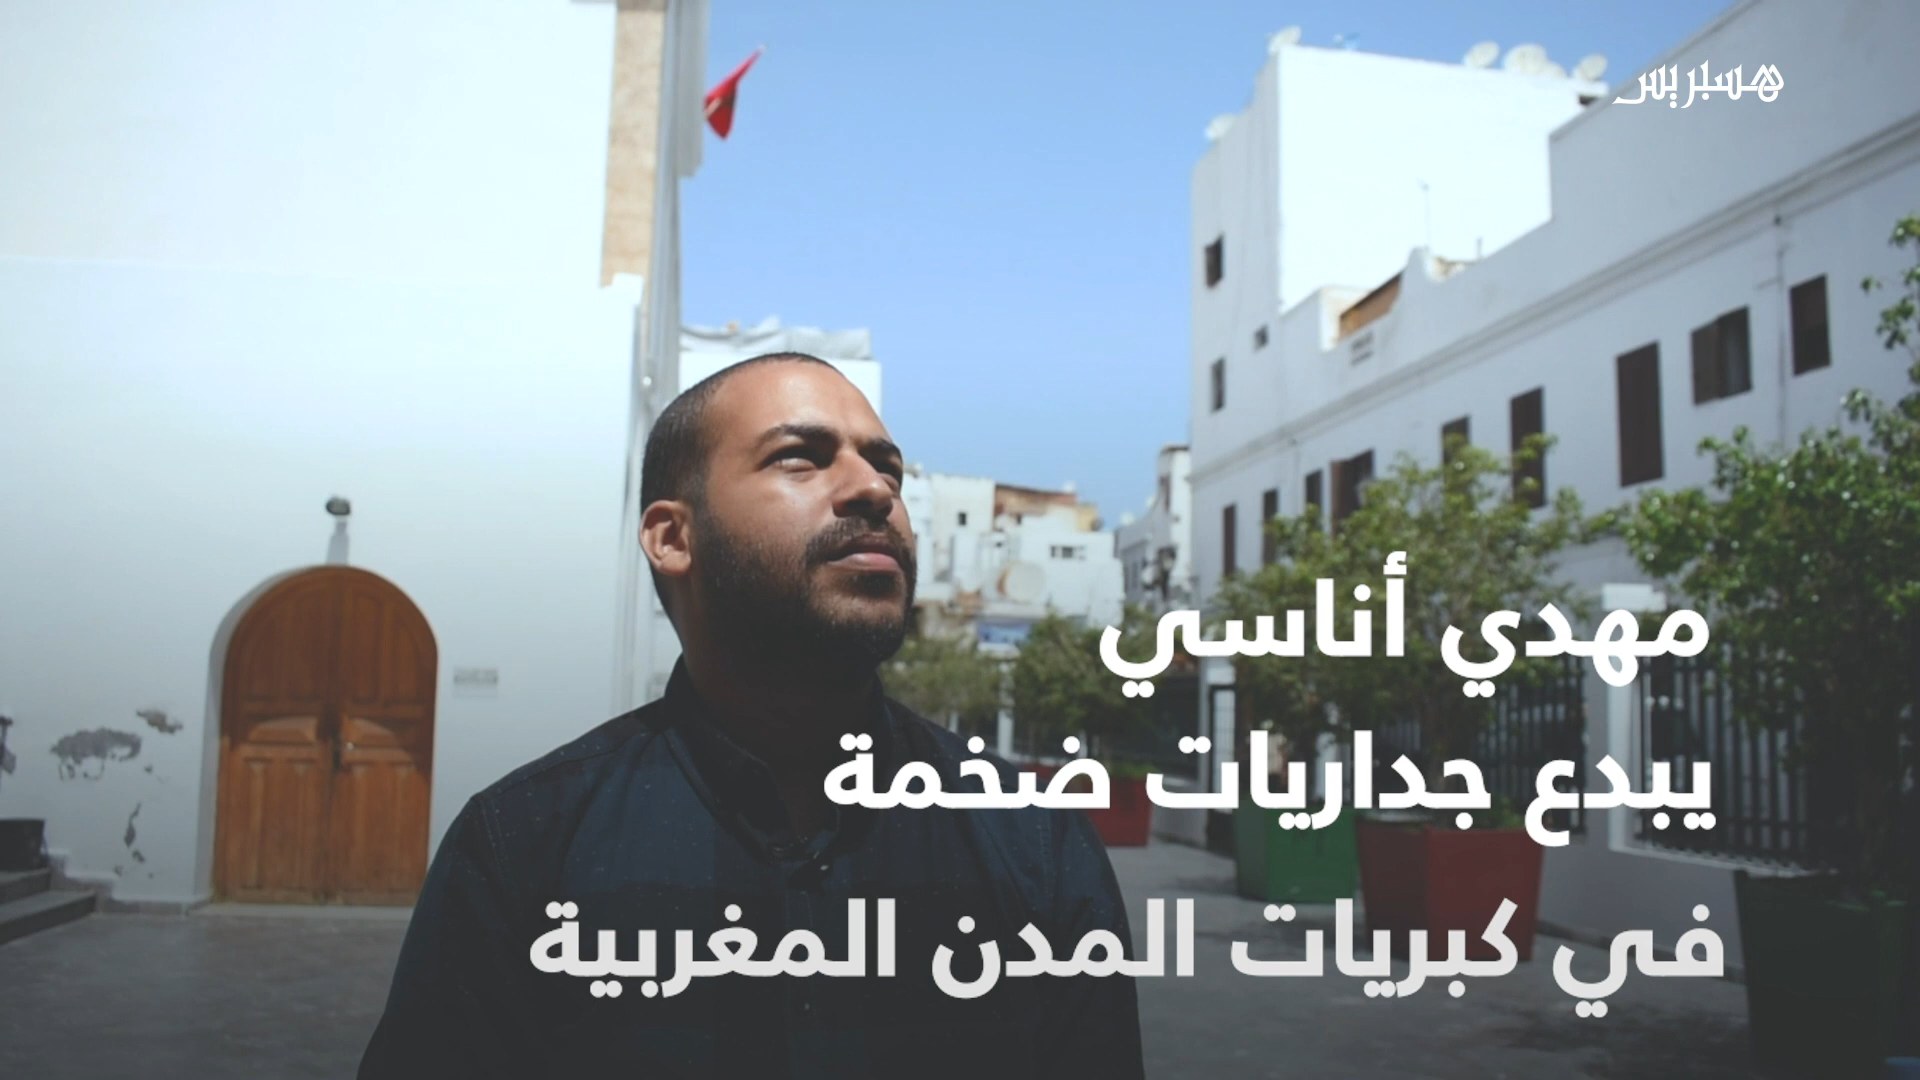 هسبريس
مهدي أناسي
يبدع جداريات ضخمة
في كبريات المدن المغربية